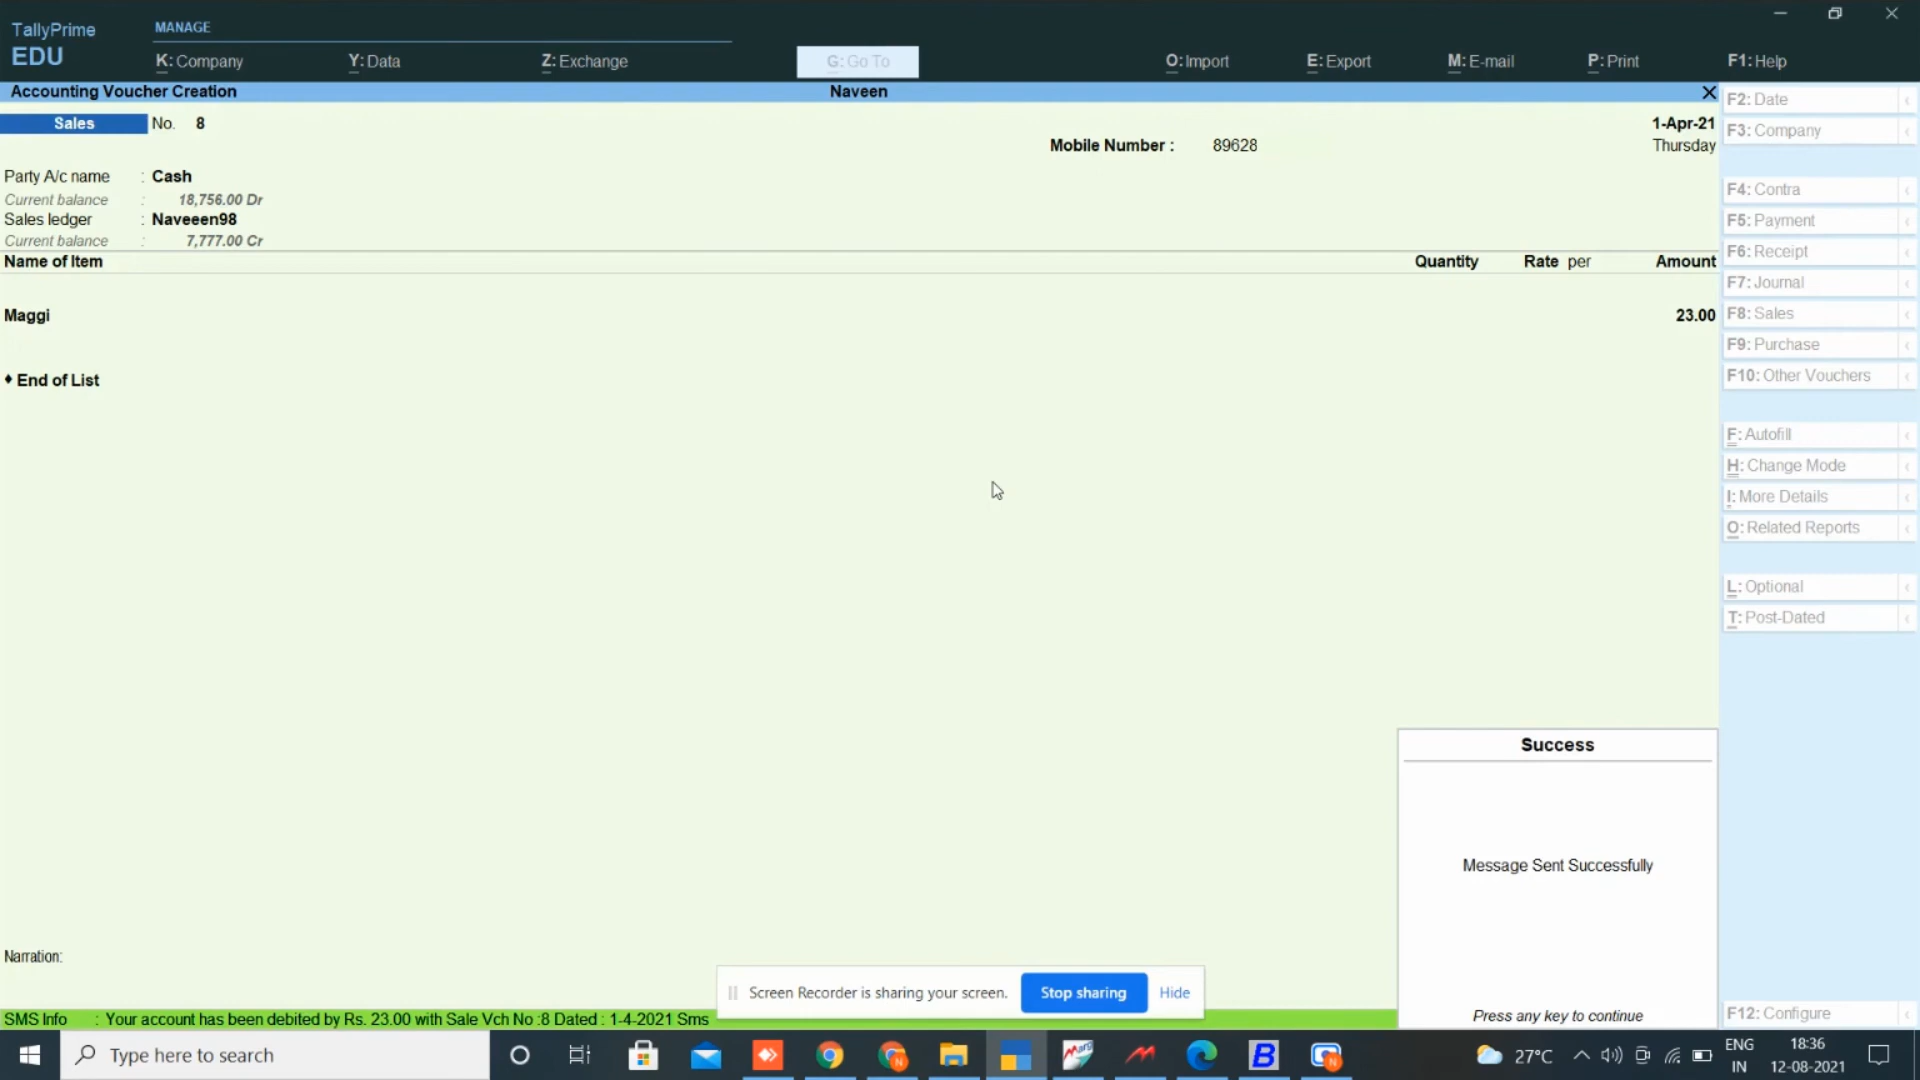 TallyPrime
EDU
MANAGE
K: Company
Y: Data
Z: Exchange
G: Go To
O: Import
E: Export
M: E-mail
P: Print
F1: Help
Accounting Voucher Creation
Naveen
Sales No. 8
1-Apr-21
Mobile Number : 89628
Thursday
Party A/c name : Cash
Current balance : 18,756.00 Dr
Sales ledger : Naveeen98
Current balance : 7,777.00 Cr
Name of Item Quantity Rate per Amount
Maggi 23.00
♦ End of List
F2: Date
F3: Company
F4: Contra
F5: Payment
F6: Receipt
F7: Journal
F8: Sales
F9: Purchase
F10: Other Vouchers
F: Autofill
H: Change Mode
I: More Details
O: Related Reports
L: Optional
T: Post-Dated
F12: Configure
Success
Message Sent Successfully
Press any key to continue
Narration:
Screen Recorder is sharing your screen. Stop sharing Hide
SMS Info : Your account has been debited by Rs. 23.00 with Sale Vch No :8 Dated : 1-4-2021 Sms
Type here to search
Marg
B
N
N
27°C
ENG
IN
18:36
12-08-2021